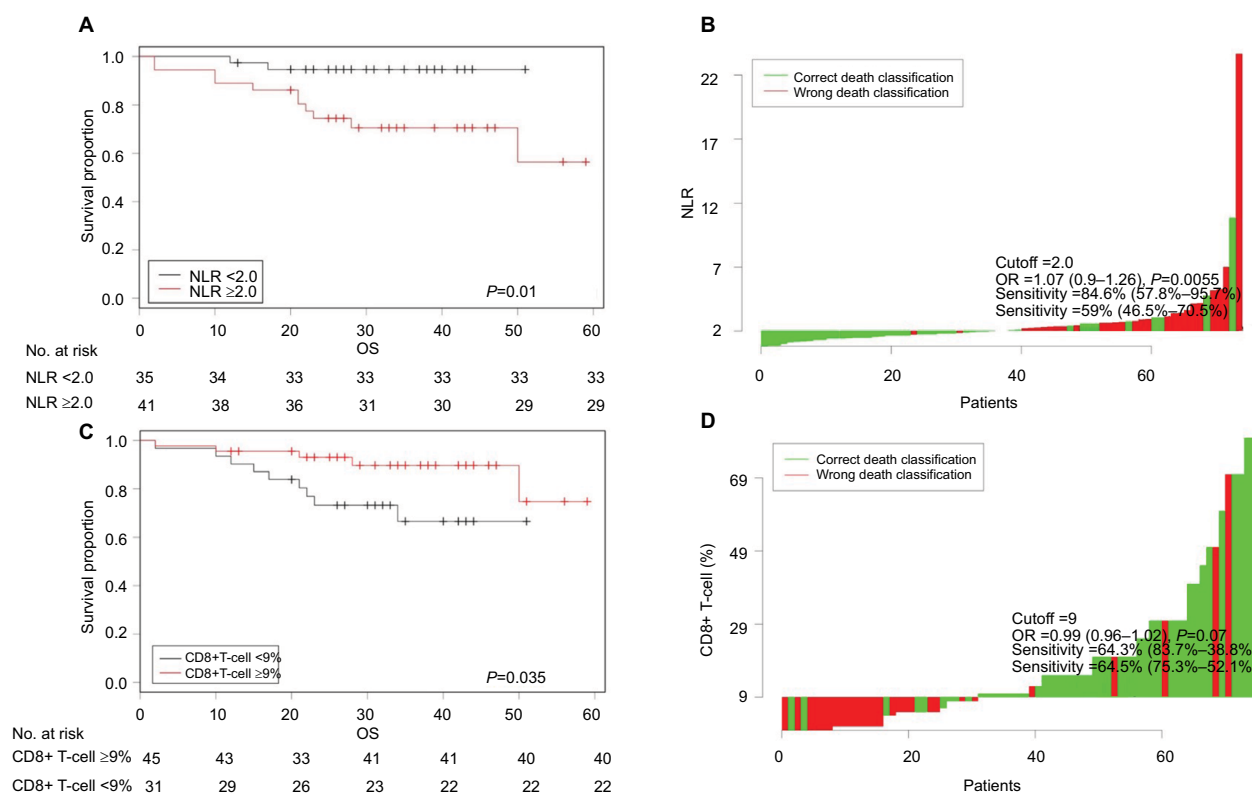 A
1.0
0.8
0.6
0.4
0.2
0.0
Survival proportion
NLR <2.0
NLR ≥2.0
P=0.01
0 10 20 30 40 50 60
OS
No. at risk
NLR <2.0 35 34 33 33 33 33 33
NLR ≥2.0 41 38 36 31 30 29 29
B
22
17
12
7
2
NLR
Correct death classification
Wrong death classification
Cutoff =2.0
OR =1.07 (0.9–1.26), P=0.0055
Sensitivity =84.6% (57.8%–95.7%)
Sensitivity =59% (46.5%–70.5%)
0 20 40 60
Patients
C
1.0
0.8
0.6
0.4
0.2
0.0
Survival proportion
CD8+T-cell <9%
CD8+T-cell ≥9%
P=0.035
0 10 20 30 40 50 60
OS
No. at risk
CD8+ T-cell ≥9% 45 43 33 41 41 40 40
CD8+ T-cell <9% 31 29 26 23 22 22 22
D
69
49
29
9
CD8+ T-cell (%)
Correct death classification
Wrong death classification
Cutoff =9
OR =0.99 (0.96–1.02), P=0.07
Sensitivity =64.3% (83.7%–38.8%
Sensitivity =64.5% (75.3%–52.1%
0 20 40 60
Patients